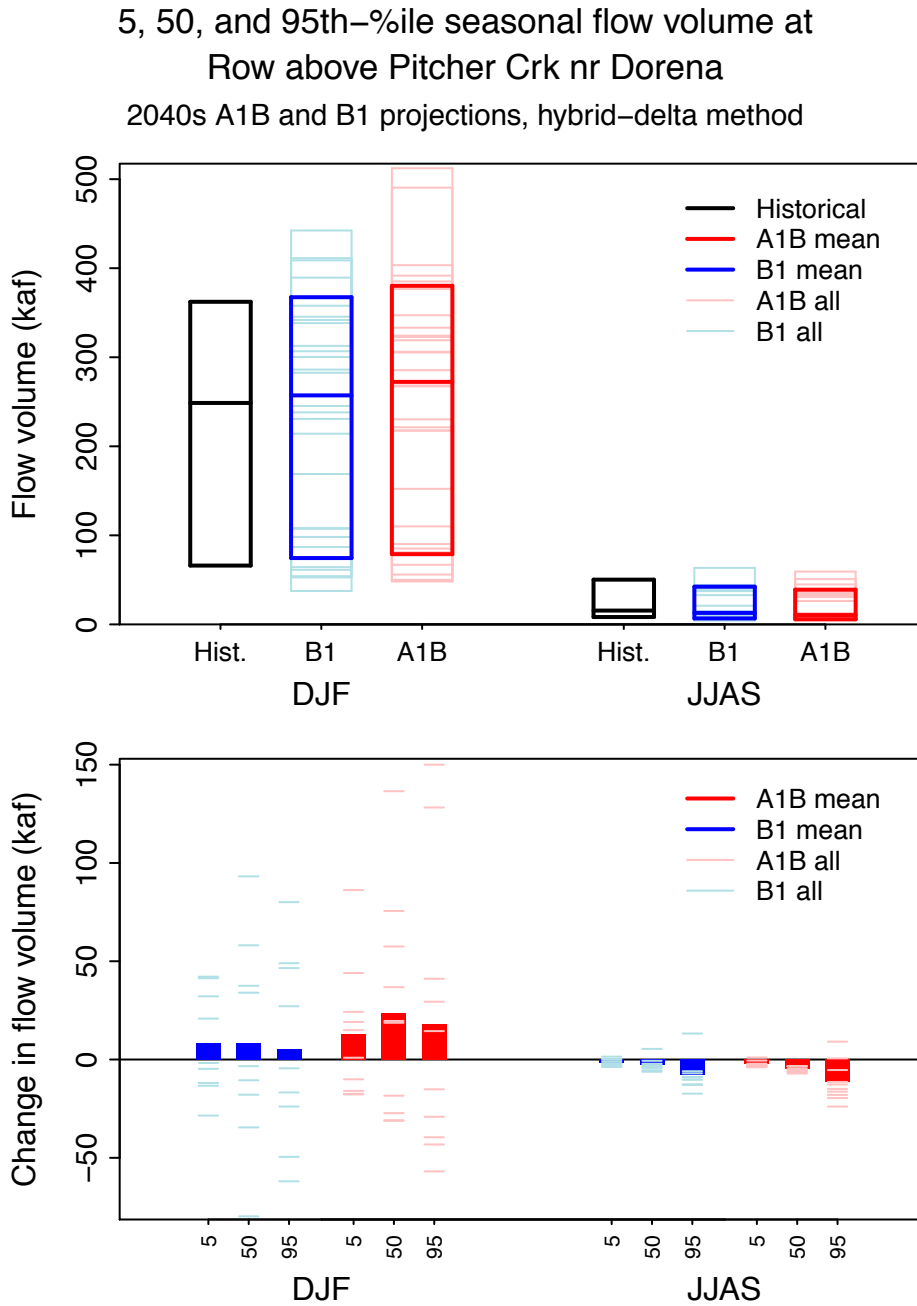 5, 50, and 95th−%ile seasonal flow volume at
Row above Pitcher Crk nr Dorena
2040s A1B and B1 projections, hybrid−delta method
Flow volume (kaf)
500
400
300
200
100
0
Historical
A1B mean
B1 mean
A1B all
B1 all
Hist. B1 A1B Hist. B1 A1B
DJF JJAS
Change in flow volume (kaf)
150
100
50
0
−50
A1B mean
B1 mean
A1B all
B1 all
5 50 95 5 50 95 5 50 95 5 50 95
DJF JJAS